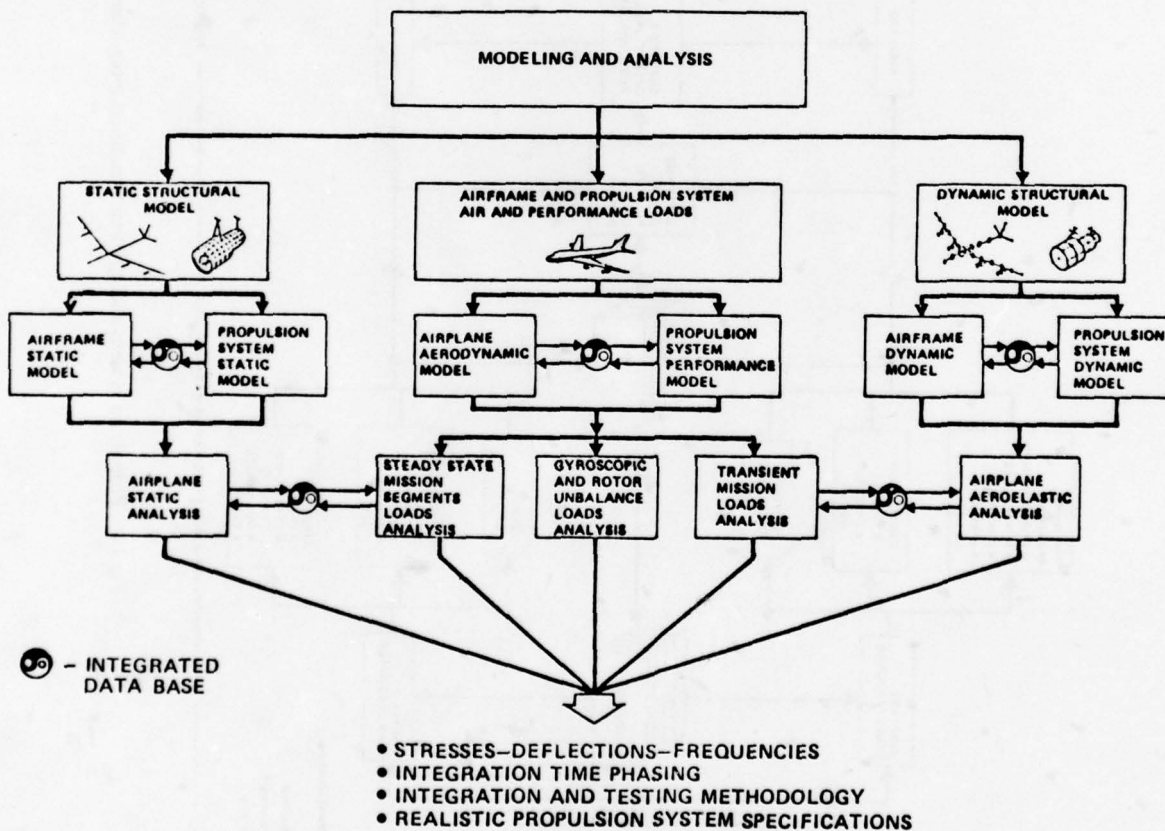 MODELING AND ANALYSIS
STATIC STRUCTURAL
MODEL
AIRFRAME AND PROPULSION SYSTEM
AIR AND PERFORMANCE LOADS
DYNAMIC STRUCTURAL
MODEL
AIRFRAME
STATIC
MODEL
PROPULSION
SYSTEM
STATIC
MODEL
AIRPLANE
AERODYNAMIC
MODEL
PROPULSION
SYSTEM
PERFORMANCE
MODEL
AIRFRAME
DYNAMIC
MODEL
PROPULSION
SYSTEM
DYNAMIC
MODEL
AIRPLANE
STATIC
ANALYSIS
STEADY STATE
MISSION
SEGMENTS
LOADS
ANALYSIS
GYROSCOPIC
AND ROTOR
UNBALANCE
LOADS
ANALYSIS
TRANSIENT
MISSION
LOADS
ANALYSIS
AIRPLANE
AEROELASTIC
ANALYSIS
– INTEGRATED
DATA BASE
• STRESSES–DEFLECTIONS–FREQUENCIES
• INTEGRATION TIME PHASING
• INTEGRATION AND TESTING METHODOLOGY
• REALISTIC PROPULSION SYSTEM SPECIFICATIONS